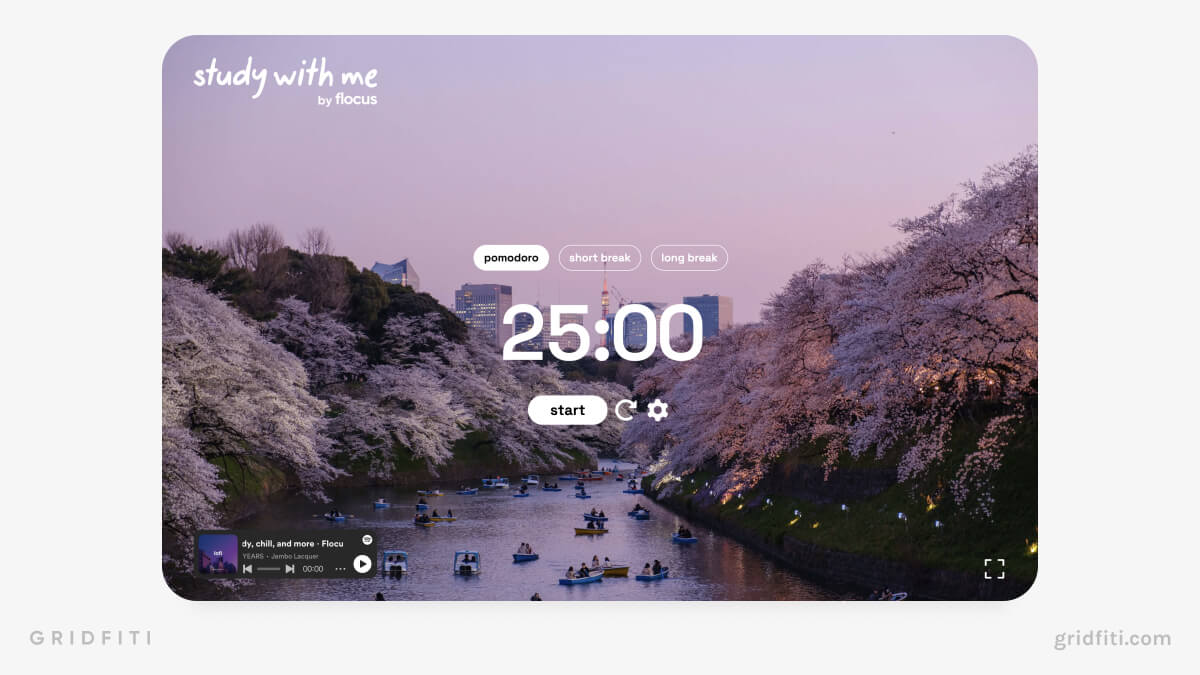 study with me
by flocus
pomodoro
short break
long break
25:00
start
lofi
dy, chill, and more · Flocu
YEARS · Jambo Lacquer
00:00
GRIDFITI
gridfiti.com